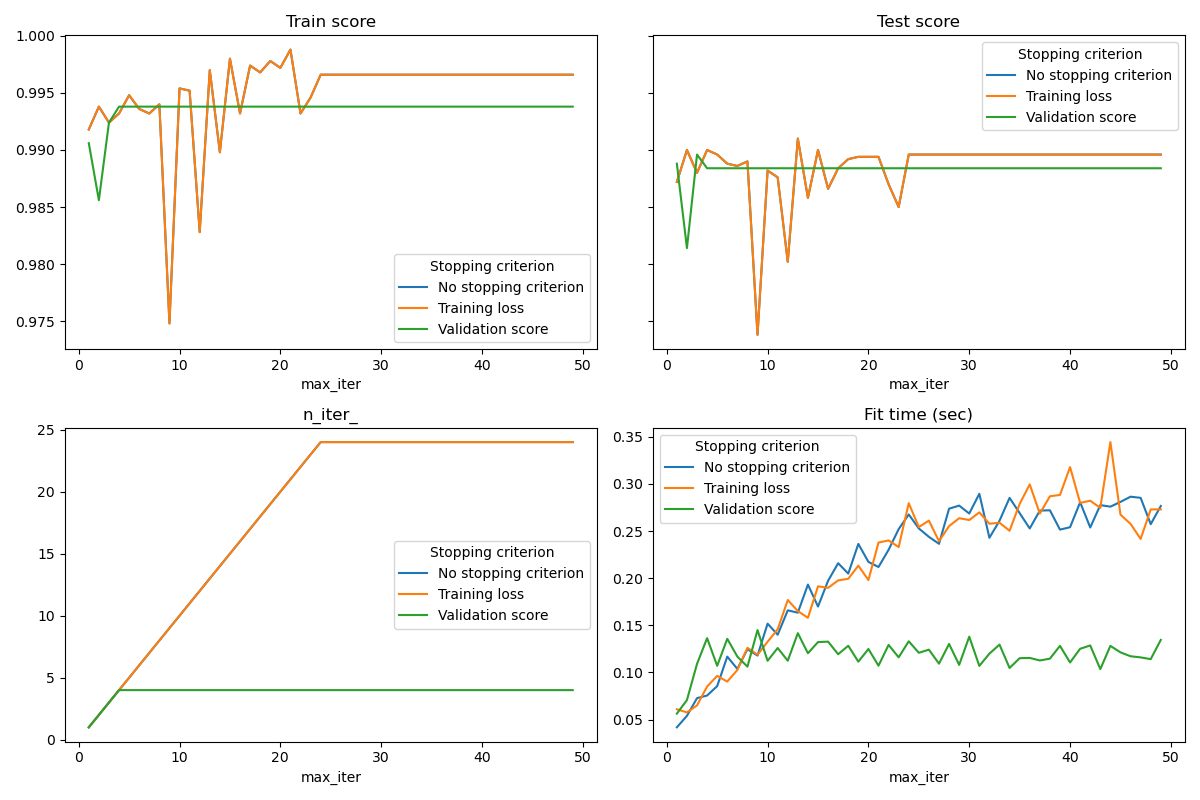 Train score
1.000
0.995
0.990
0.985
0.980
0.975
Stopping criterion
No stopping criterion
Training loss
Validation score
0 10 20 30 40 50
max_iter
Test score
Stopping criterion
No stopping criterion
Training loss
Validation score
0 10 20 30 40 50
max_iter
n_iter_
25
20
15
10
5
0
Stopping criterion
No stopping criterion
Training loss
Validation score
0 10 20 30 40 50
max_iter
Fit time (sec)
0.35
0.30
0.25
0.20
0.15
0.10
0.05
Stopping criterion
No stopping criterion
Training loss
Validation score
0 10 20 30 40 50
max_iter